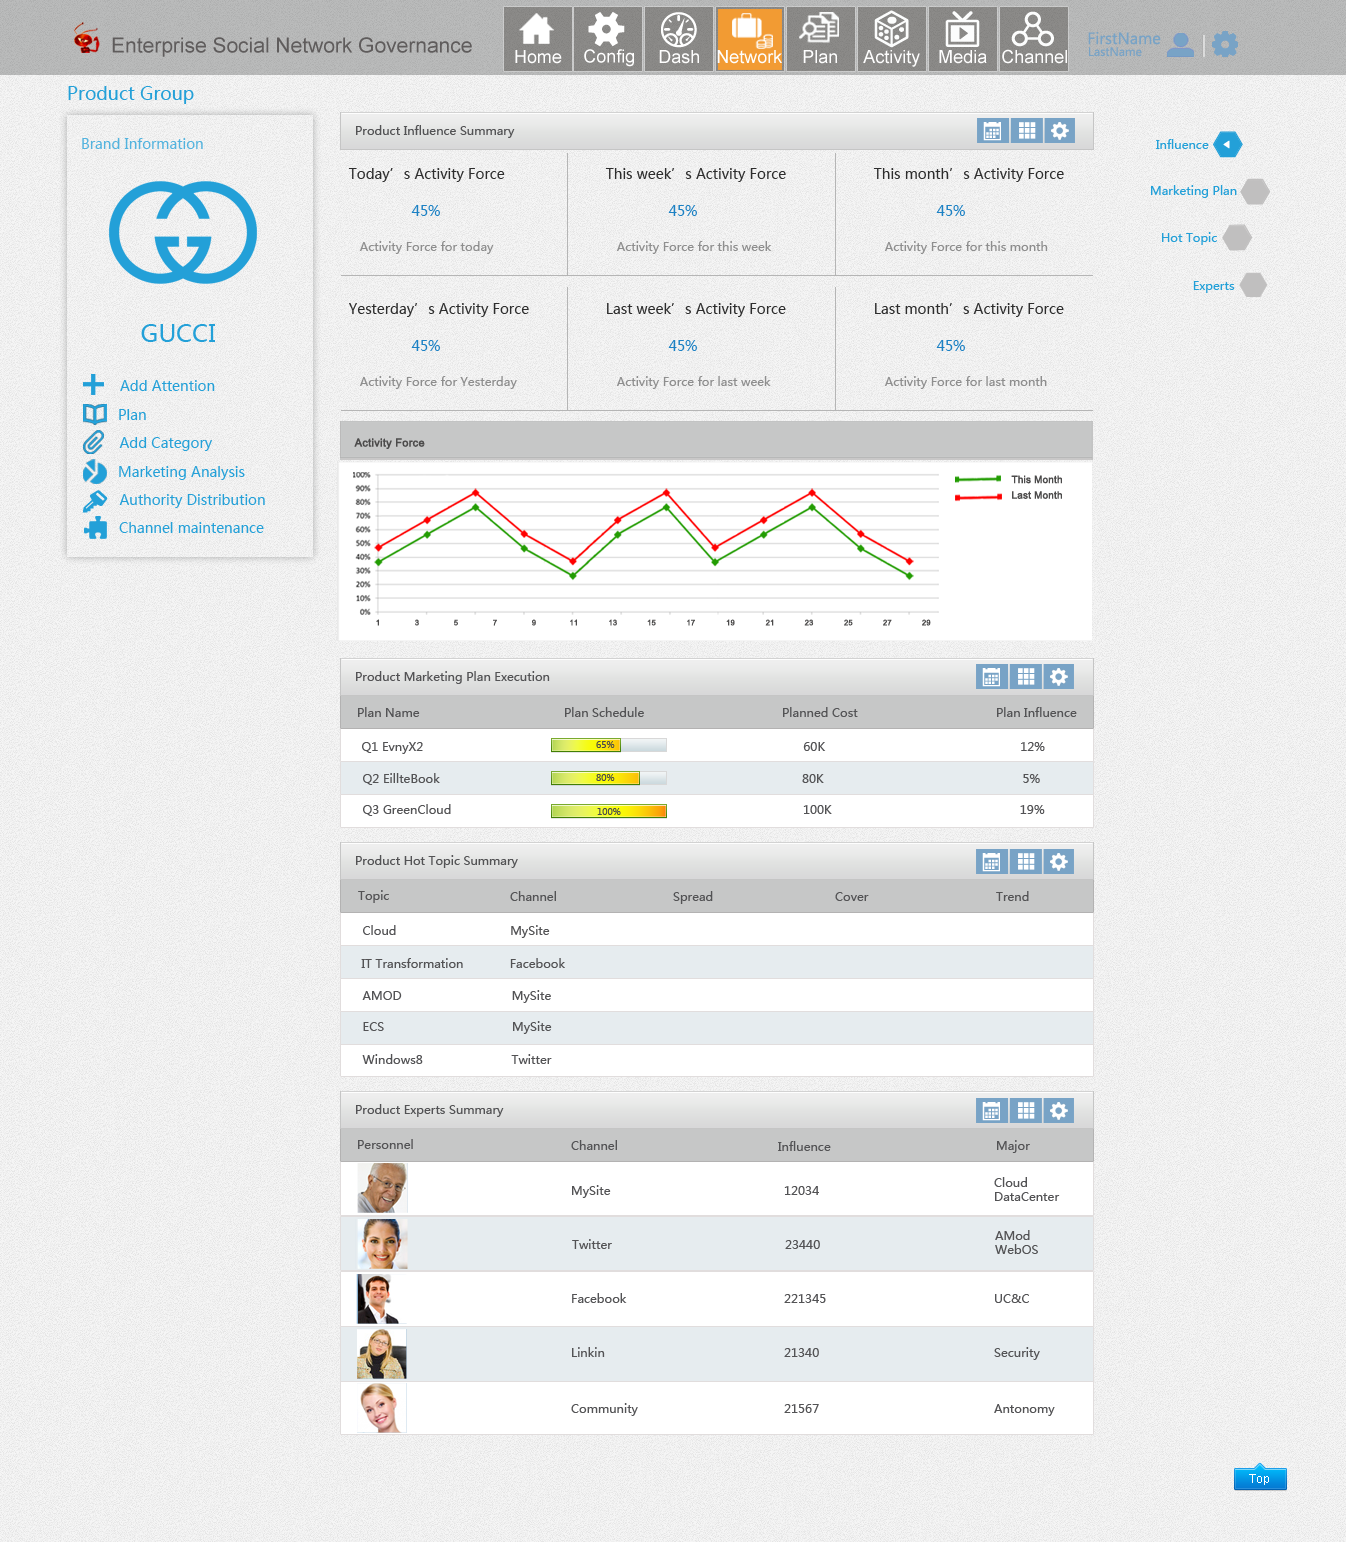 Enterprise Social Network Governance
Home Config Dash Network Plan Activity Media Channel
FirstName
LastName
Product Group
Brand Information
GUCCI
Add Attention
Plan
Add Category
Marketing Analysis
Authority Distribution
Channel maintenance
Product Influence Summary
Today's Activity Force This week's Activity Force This month's Activity Force
45% 45% 45%
Activity Force for today Activity Force for this week Activity Force for this month
Yesterday's Activity Force Last week's Activity Force Last month's Activity Force
45% 45% 45%
Activity Force for Yesterday Activity Force for last week Activity Force for last month
Influence
Marketing Plan
Hot Topic
Experts
Activity Force
100%
90%
80%
70%
60%
50%
40%
30%
20%
10%
0%
1 3 5 7 9 11 13 15 17 19 21 23 25 27 29
This Month
Last Month
Product Marketing Plan Execution
Plan Name Plan Schedule Planned Cost Plan Influence
Q1 EvnyX2 65% 60K 12%
Q2 EillteBook 80% 80K 5%
Q3 GreenCloud 100% 100K 19%
Product Hot Topic Summary
Topic Channel Spread Cover Trend
Cloud MySite
IT Transformation Facebook
AMOD MySite
ECS MySite
Windows8 Twitter
Product Experts Summary
Personnel Channel Influence Major
MySite 12034 Cloud
DataCenter
Twitter 23440 AMod
WebOS
Facebook 221345 UC&C
Linkin 21340 Security
Community 21567 Antonomy
Top